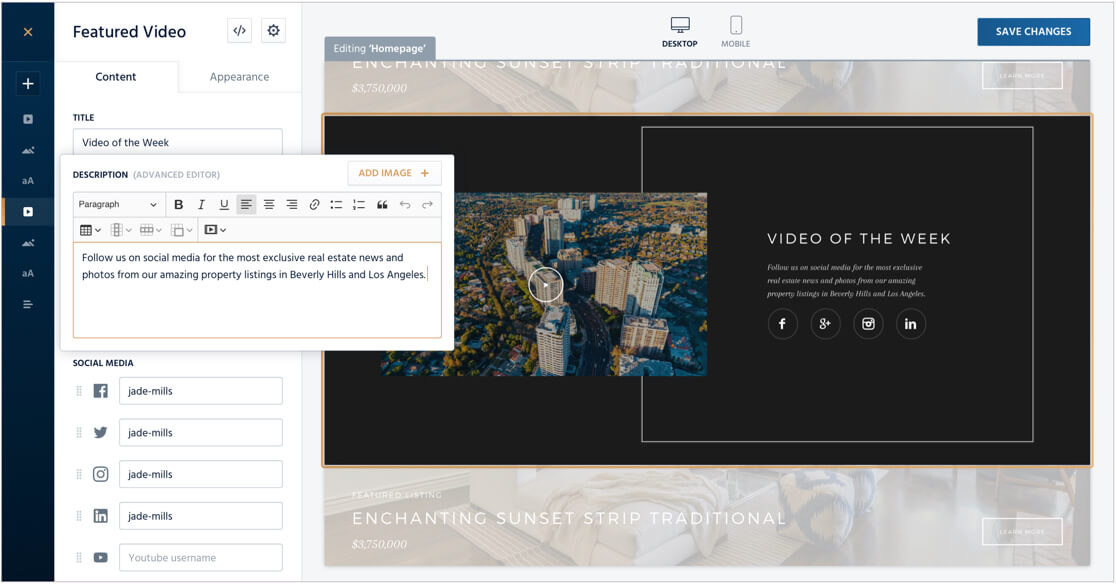 Featured Video
</>
Content
Appearance
TITLE
Video of the Week
DESCRIPTION (ADVANCED EDITOR)
ADD IMAGE +
Paragraph
B I U
Follow us on social media for the most exclusive real estate news and
photos from our amazing property listings in Beverly Hills and Los Angeles.
SOCIAL MEDIA
jade-mills
jade-mills
jade-mills
jade-mills
Youtube username
aA
aA
Editing ‘Homepage’
DESKTOP
MOBILE
SAVE CHANGES
ENCHANTING SUNSET STRIP TRADITIONAL
$3,750,000
LEARN MORE
VIDEO OF THE WEEK
Follow us on social media for the most exclusive
real estate news and photos from our amazing
property listings in Beverly Hills and Los Angeles.
f
g+
in
FEATURED LISTING
ENCHANTING SUNSET STRIP TRADITIONAL
$3,750,000
LEARN MORE